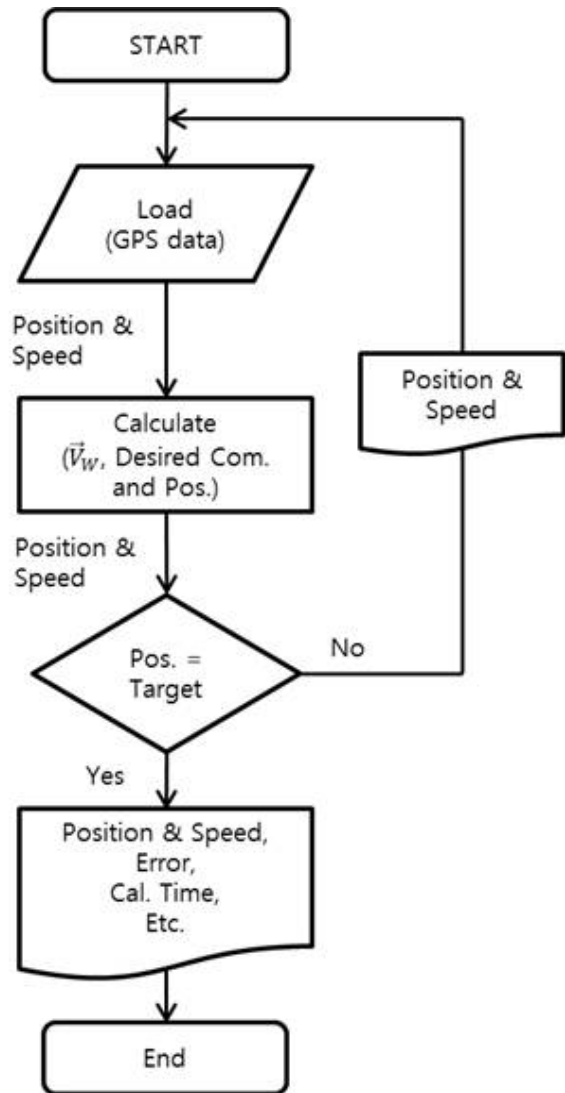 START
Load
(GPS data)
Position &
Speed
Calculate
(V⃗_W, Desired Com.
and Pos.)
Position &
Speed
Pos. =
Target
No
Position &
Speed
Yes
Position & Speed,
Error,
Cal. Time,
Etc.
End